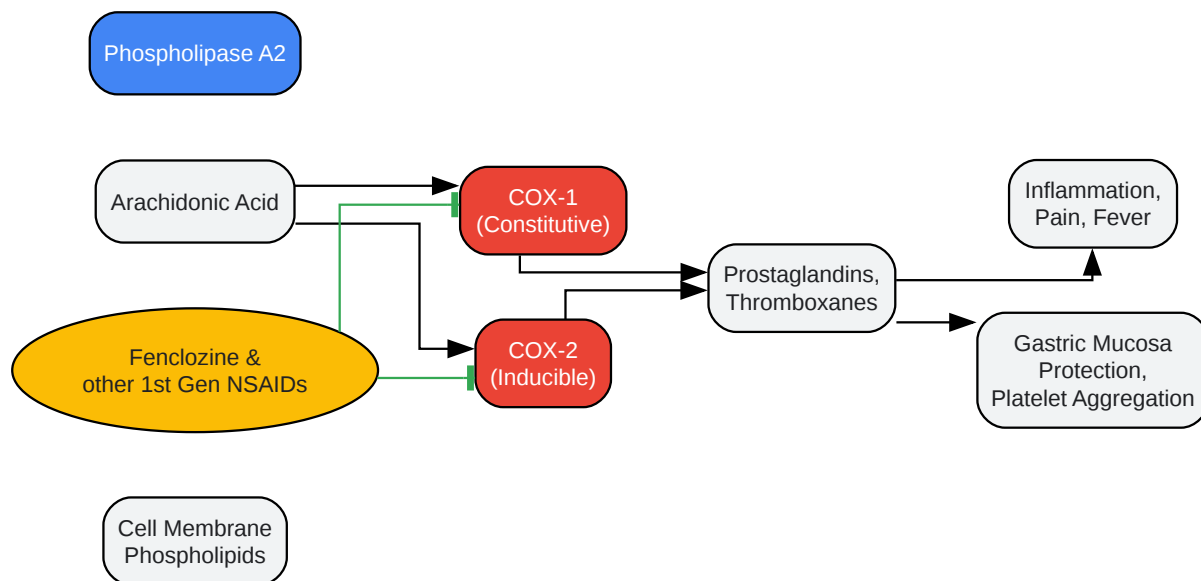 Phospholipase A2
Arachidonic Acid
COX-1
(Constitutive)
Inflammation,
Pain, Fever
Prostaglandins,
Thromboxanes
Fenclozine &
other 1st Gen NSAIDs
COX-2
(Inducible)
Gastric Mucosa
Protection,
Platelet Aggregation
Cell Membrane
Phospholipids